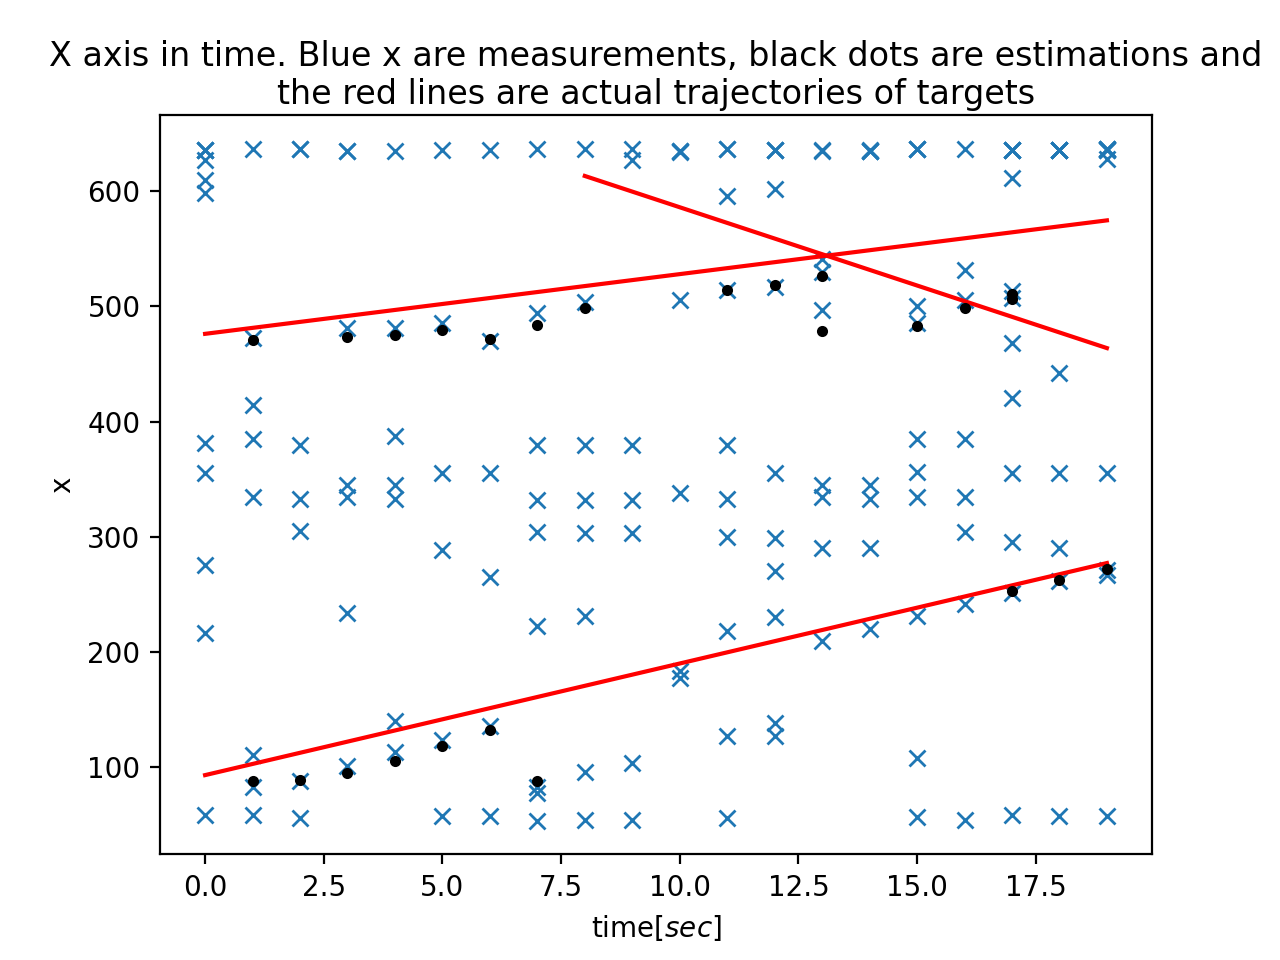 X axis in time. Blue x are measurements, black dots are estimations and
the red lines are actual trajectories of targets
600
500
400
300
200
100
x
0.0 2.5 5.0 7.5 10.0 12.5 15.0 17.5
time[sec]